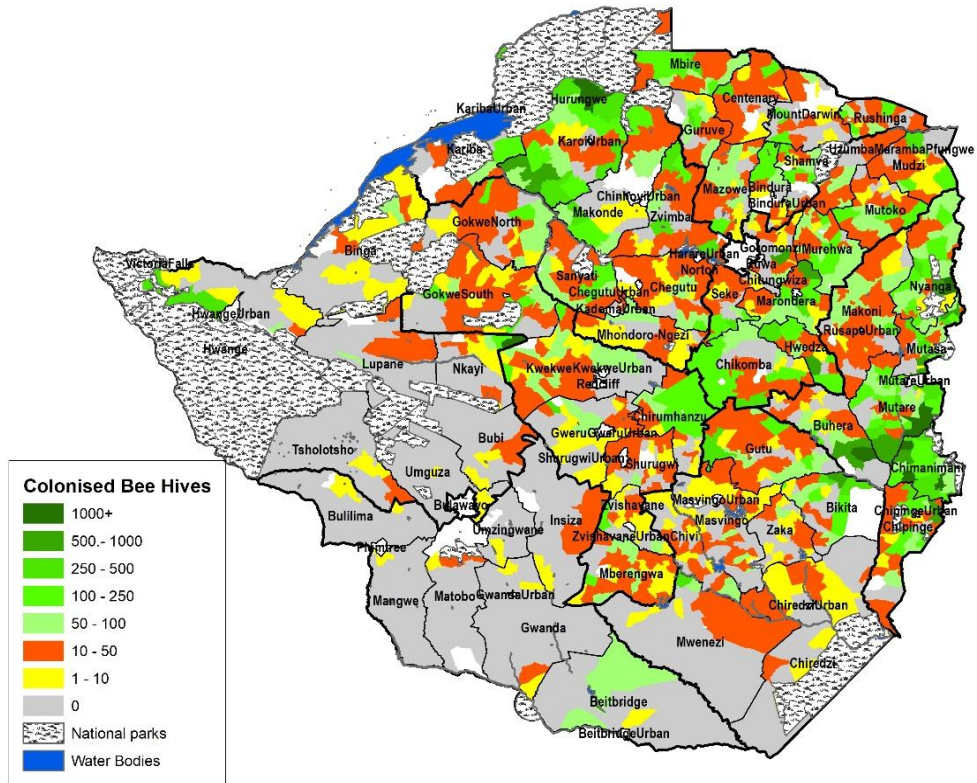 Mbire
Hurungwe
Centenary
KaribaUrban
MountDarwin
Rushinga
Guruve
KaroiUrban
Kariba
UzumbaMarambaPfungwe
Shamva
Mudzi
Mazowe
Bindura
BinduraUrban
ChinhoyiUrban
Makonde
Zvimba
Mutoko
GokweNorth
Binga
Goromonzi
Murehwa
HarareUrban
Ruwa
Norton
Chitungwiza
VictoriaFalls
Sanyati
Chegutu
ChegutuUrban
Seke
Marondera
Nyanga
GokweSouth
KadomaUrban
Makoni
HwangeUrban
RusapeUrban
Mhondoro-Ngezi
Hwedza
Mutasa
Hwange
Lupane
Nkayi
Chikomba
KwekweKwekweUrban
Redcliff
MutareUrban
Mutare
Chirumhanzu
Buhera
Gweru
GweruUrban
Bubi
Gutu
Tsholotsho
ShurugwiUrban
Shurugwi
Chimanimani
Umguza
Bulawayo
Bulilima
Zvishavane
MasvingoUrban
Bikita
ChipingeUrban
Chipinge
Insiza
Masvingo
Zaka
Umzingwane
ZvishavaneUrban
Chivi
Plumtree
Mberengwa
Mangwe
Matobo
GwandaUrban
ChiredziUrban
Gwanda
Mwenezi
Chiredzi
Beitbridge
BeitbridgeUrban
Colonised Bee Hives
1000+
500.- 1000
250 - 500
100 - 250
50 - 100
10 - 50
1 - 10
0
National parks
Water Bodies